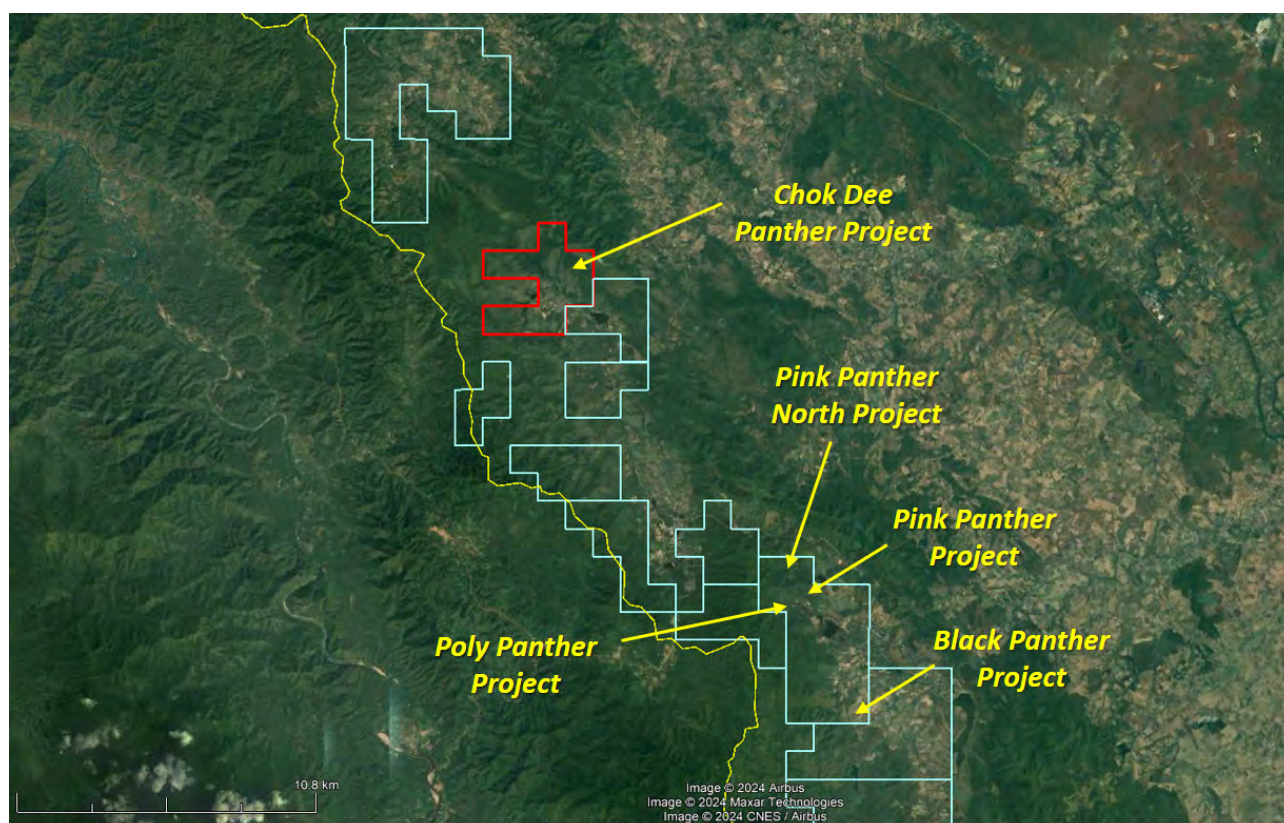 Chok Dee
Panther Project
Pink Panther
North Project
Pink Panther
Project
Poly Panther
Project
Black Panther
Project
10.8 km
Image © 2024 Airbus
Image © 2024 Maxar Technologies
Image © 2024 CNES / Airbus